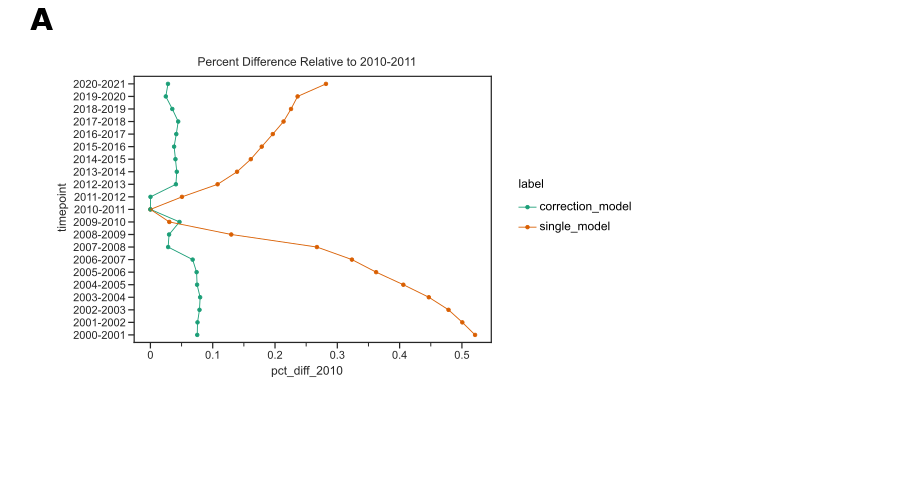 A
Percent Difference Relative to 2010-2011
timepoint
2020-2021
2019-2020
2018-2019
2017-2018
2016-2017
2015-2016
2014-2015
2013-2014
2012-2013
2011-2012
2010-2011
2009-2010
2008-2009
2007-2008
2006-2007
2005-2006
2004-2005
2003-2004
2002-2003
2001-2002
2000-2001
0 0.1 0.2 0.3 0.4 0.5
pct_diff_2010
label
correction_model
single_model